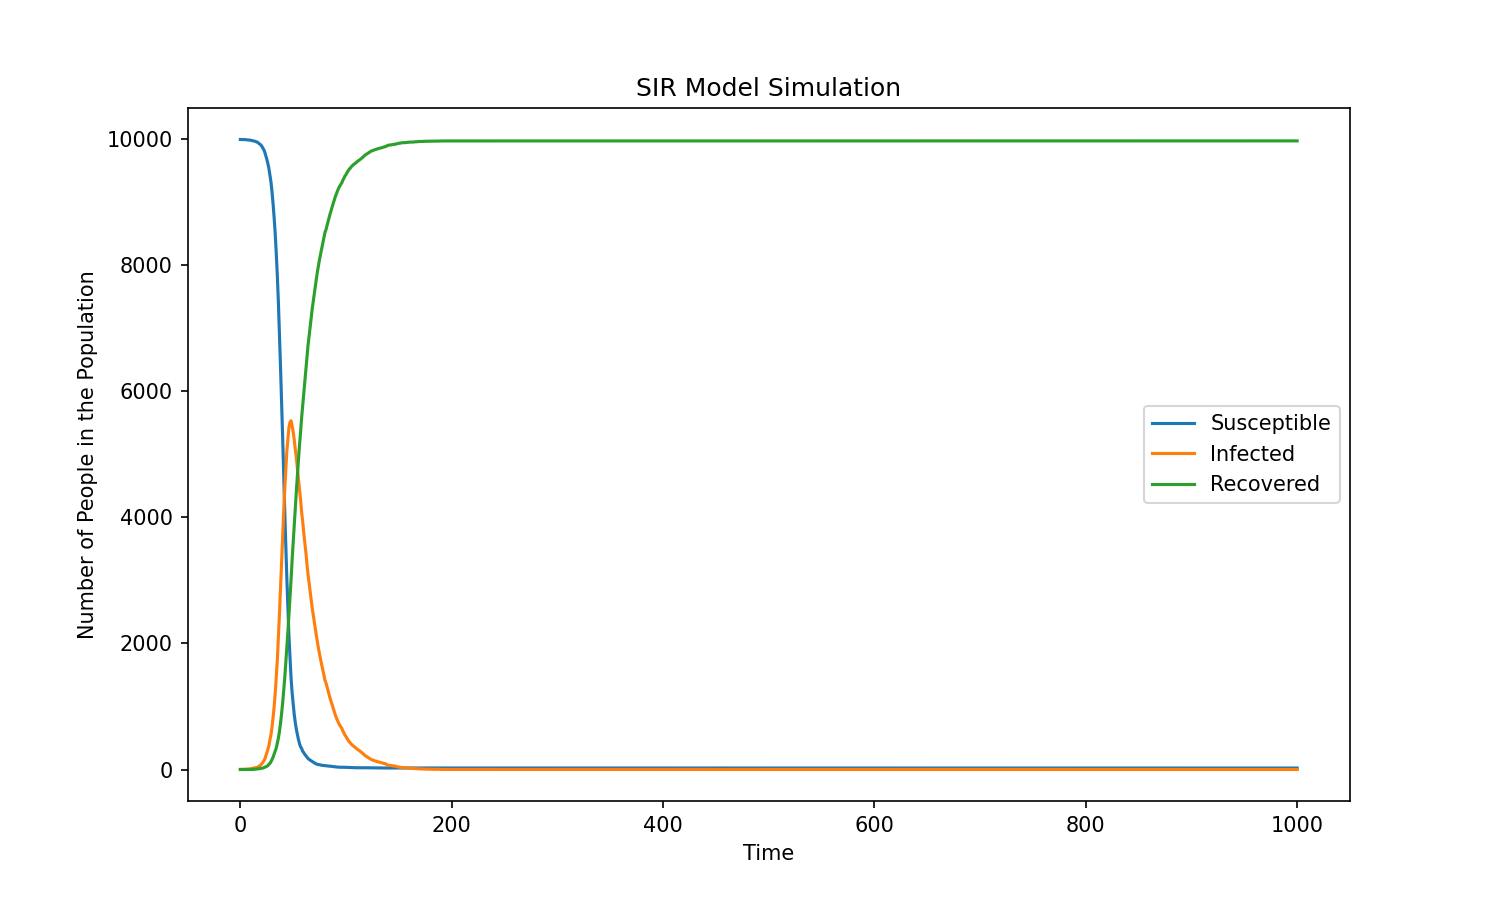 SIR Model Simulation
Number of People in the Population
10000
8000
6000
4000
2000
0
Susceptible
Infected
Recovered
0 200 400 600 800 1000
Time